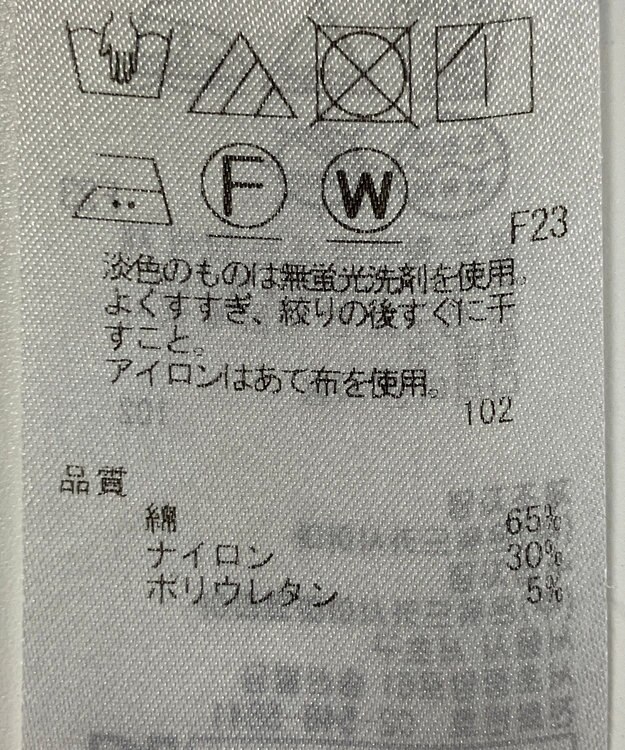 F W
F23
淡色のものは無蛍光洗剤を使用。
よくすすぎ、絞りの後すぐに干
すこと。
アイロンはあて布を使用。
102
品質
綿 65%
ナイロン 30%
ポリウレタン 5%